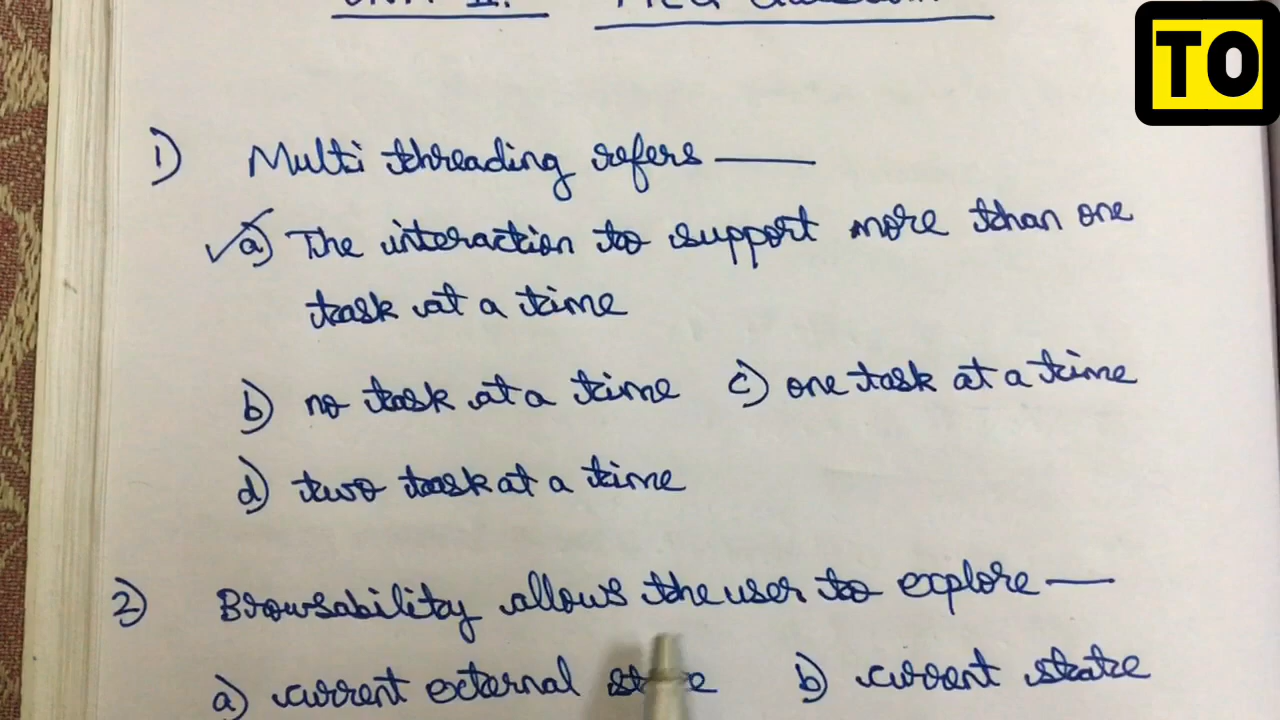 TO
1) Multi threading refers ——
a) The interaction to support more than one
task at a time
b) no task at a time c) one task at a time
d) two task at a time
2) Browsability allows the user to explore —
a) current external b) current state